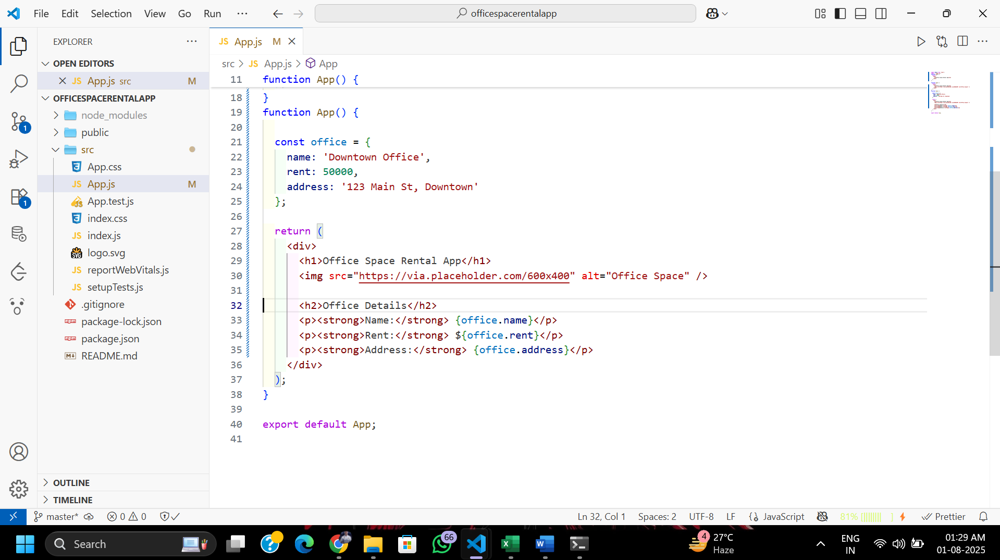 File Edit Selection View Go Run ··· officespacerentalapp
EXPLORER
OPEN EDITORS
JS App.js src M
OFFICESPACERENTALAPP
node_modules
public
src
App.css
JS App.js M
App.test.js
index.css
JS index.js
logo.svg
JS reportWebVitals.js
JS setupTests.js
.gitignore
package-lock.json
package.json
README.md
OUTLINE
TIMELINE
1
1
JS App.js M
src > JS App.js > App
11 function App() {
18 }
19 function App() {
20
21 const office = {
22 name: 'Downtown Office',
23 rent: 50000,
24 address: '123 Main St, Downtown'
25 };
26
27 return (
28 <div>
29 <h1>Office Space Rental App</h1>
30 <img src="https://via.placeholder.com/600x400" alt="Office Space" />
31
32 <h2>Office Details</h2>
33 <p><strong>Name:</strong> {office.name}</p>
34 <p><strong>Rent:</strong> ${office.rent}</p>
35 <p><strong>Address:</strong> {office.address}</p>
36 </div>
37 );
38 }
39
40 export default App;
41
master* 0 0 Ln 32, Col 1 Spaces: 2 UTF-8 LF JavaScript 81% Prettier
Search 66 4 27°C ENG 01:29 AM
Haze IN 01-08-2025